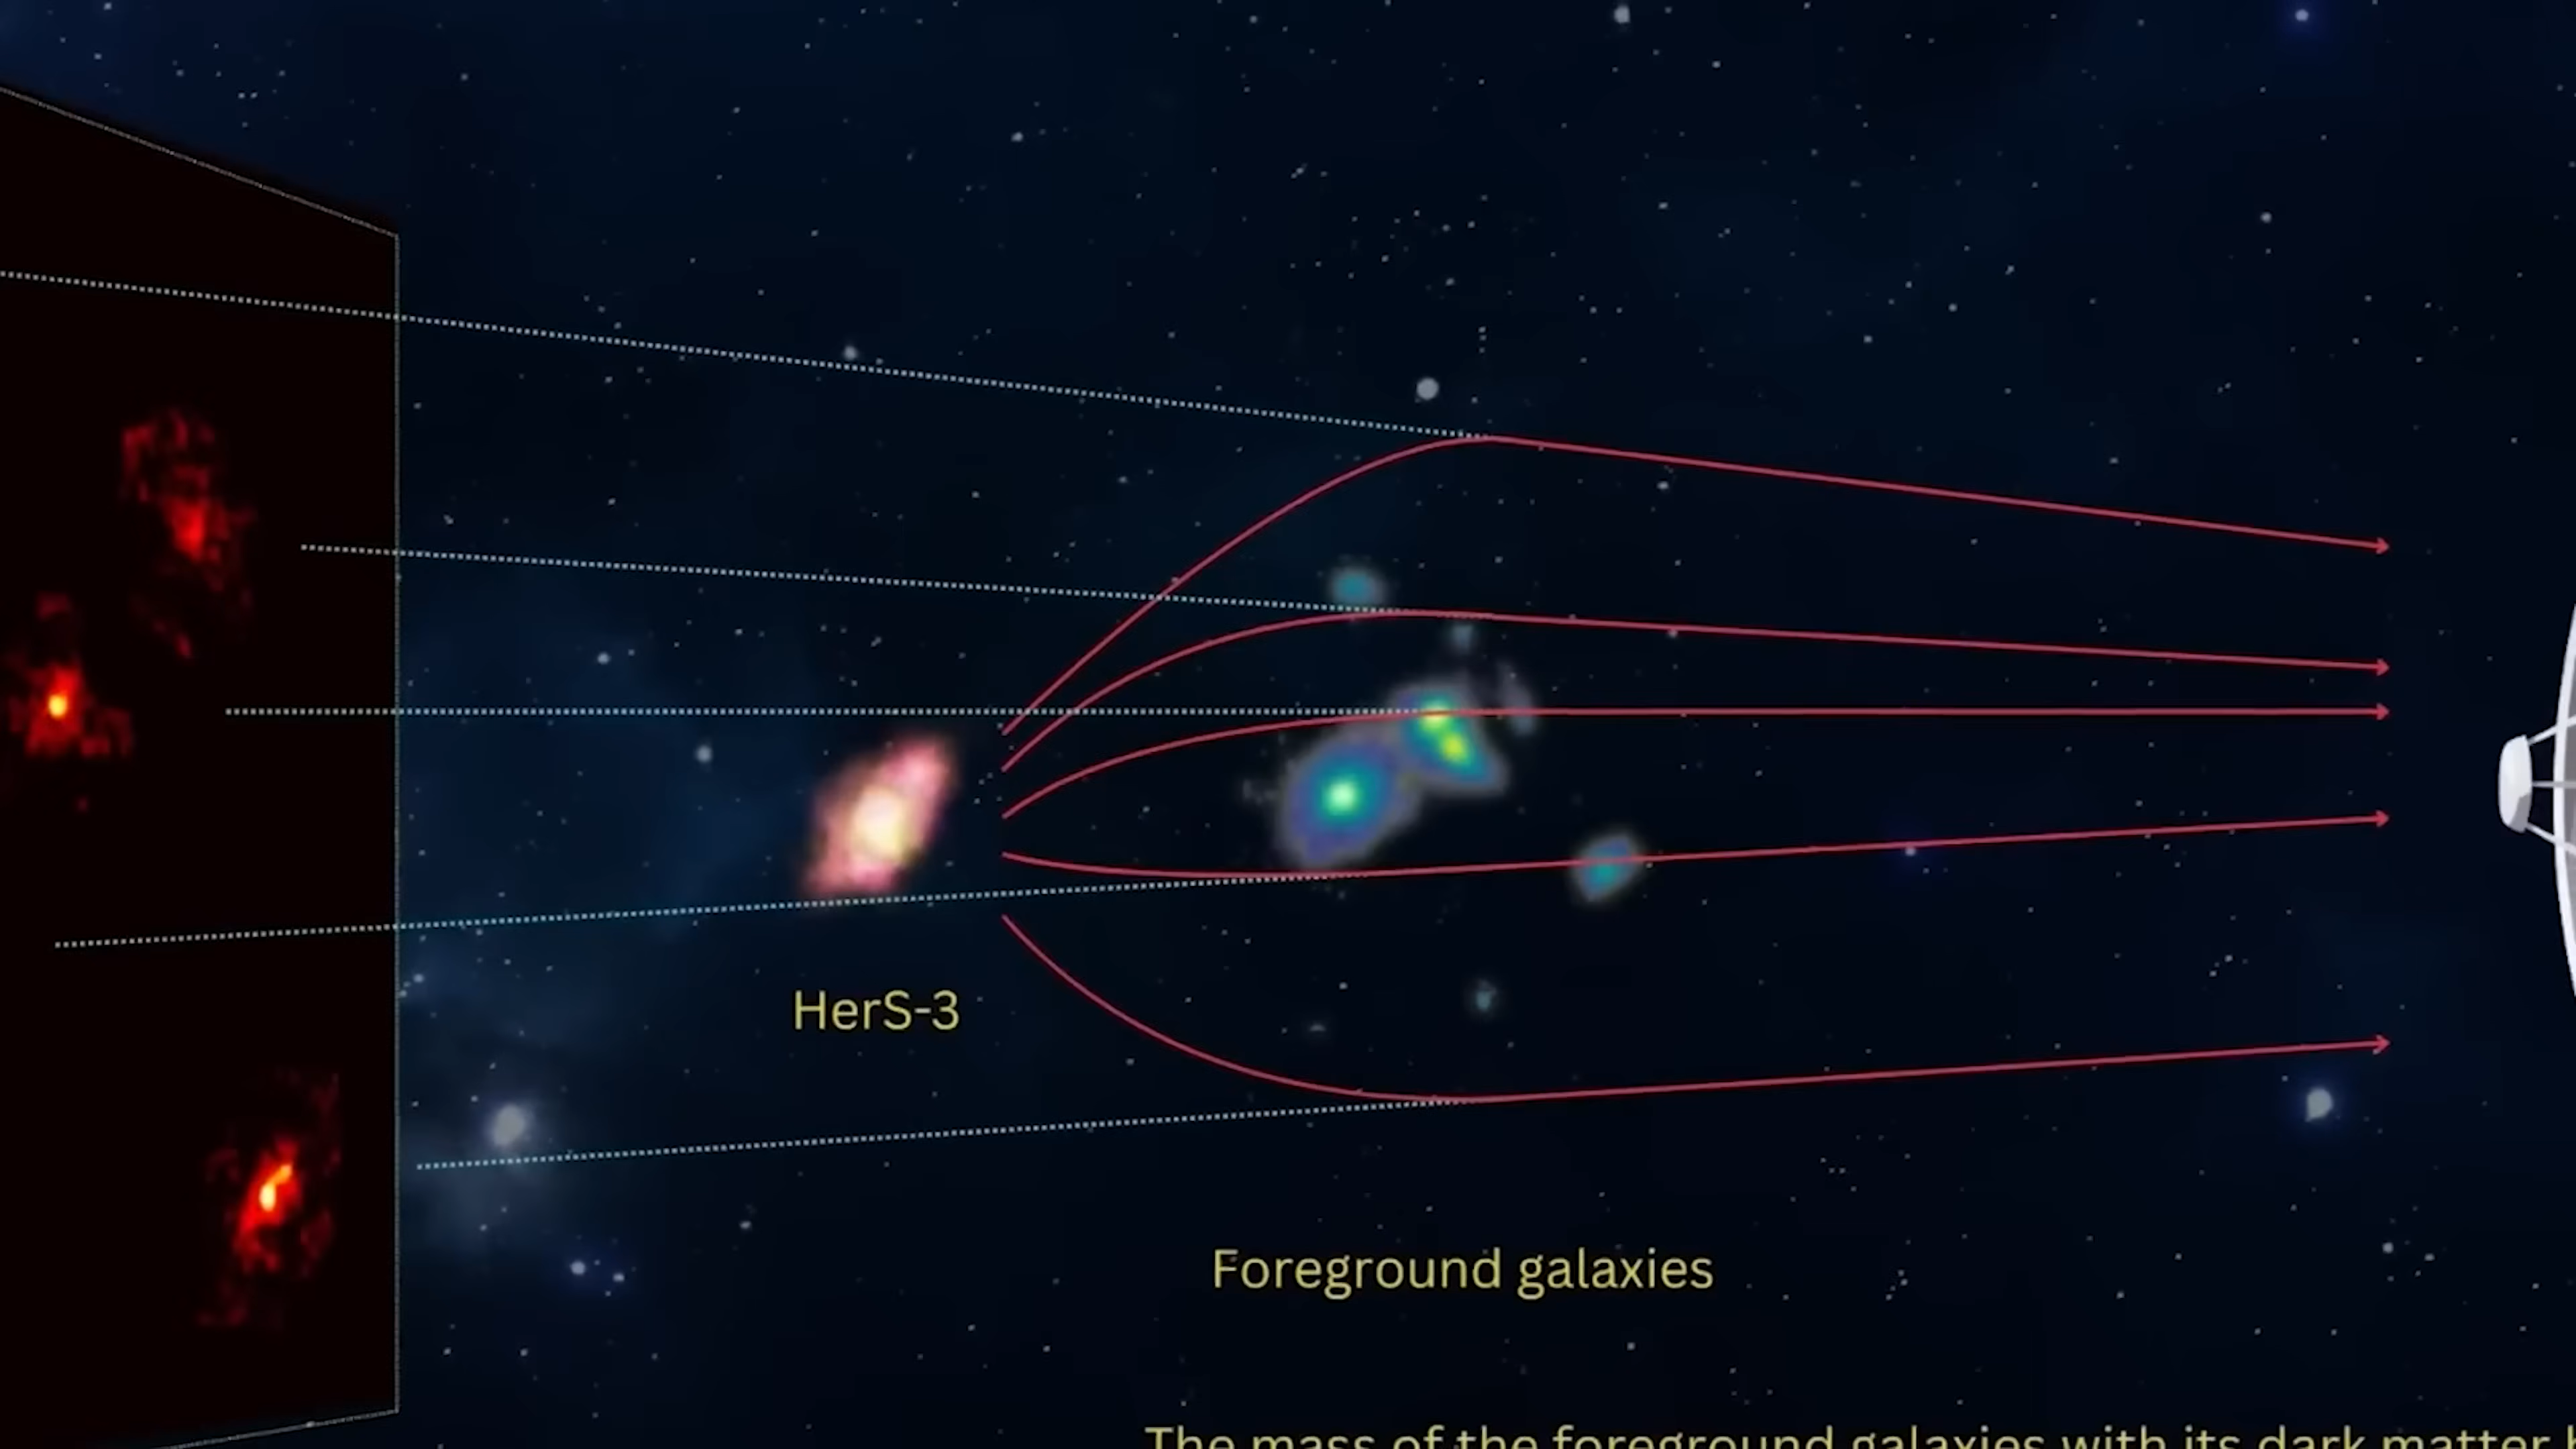 HerS-3
Foreground galaxies
The mass of the foreground galaxies with its dark matter